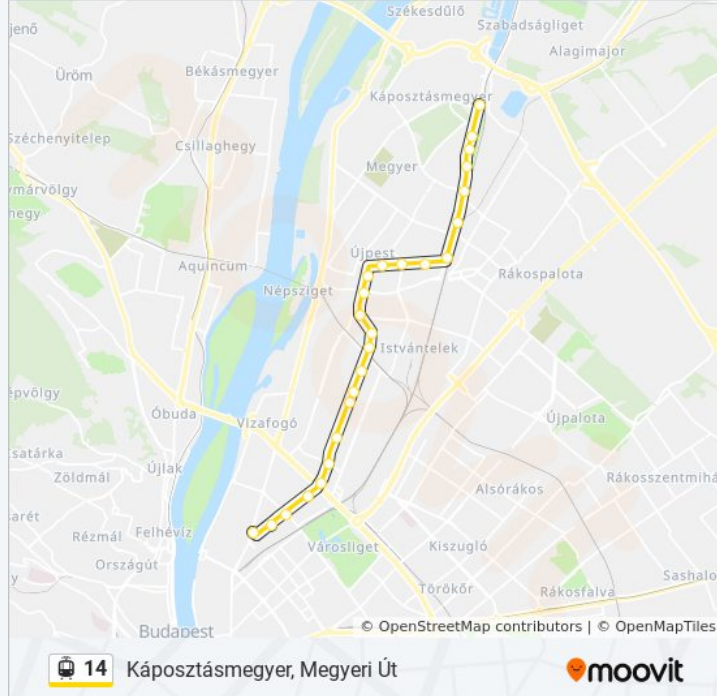 Székesdűlő
Szabadságliget
Alagimajor
jenő
Üröm
Békásmegyer
Káposztásmegyer
Széchenyitelep
Csillaghegy
Megyer
ymárvölgy
hegy
Újpest
Aquincum
Rákospalota
Népsziget
Istvántelek
épvölgy
Óbuda
Vizafogó
Újpalota
satárka
Újlak
Zöldmál
Alsórákos
Rákosszentmihá
sarét
Rézmál
Felhévíz
Városliget
Kiszugló
Országút
Sashalo
Törökőr
Rákosfalva
Budapest
© OpenStreetMap contributors | © OpenMapTiles
14 Káposztásmegyer, Megyeri Út
moovit